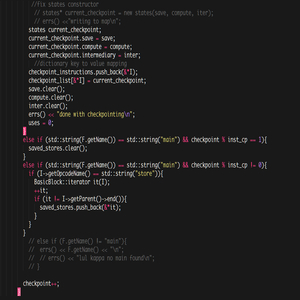 //fix states constructor
// states* current_checkpoint = new states(save, compute, iter);
// errs() <<"writing to map\n";
states current_checkpoint;
current_checkpoint.save = save;
current_checkpoint.compute = compute;
current_checkpoint.intermediary = inter;
//dictionary key to value mapping
checkpoint_instructions.push_back(&*I);
checkpoint_list[&*I] = current_checkpoint;
save.clear();
compute.clear();
inter.clear();
errs() << "done with checkpointing\n";
uses = 0;
}
else if (std::string(F.getName()) == std::string("main") && checkpoint % inst_cp == 1){
saved_stores.clear();
}
else if (std::string(F.getName()) == std::string("main") && checkpoint % inst_cp != 0){
if (I->getOpcodeName() == std::string("store")){
BasicBlock::iterator it(I);
++it;
if (it != I->getParent()->end()){
saved_stores.push_back(&*it);
}
}
}
// else if (F.getName() != "main"){
// errs() << F.getName() << "\n";
// // errs() << "lul kappa no main found\n";
// }
checkpoint++;
}